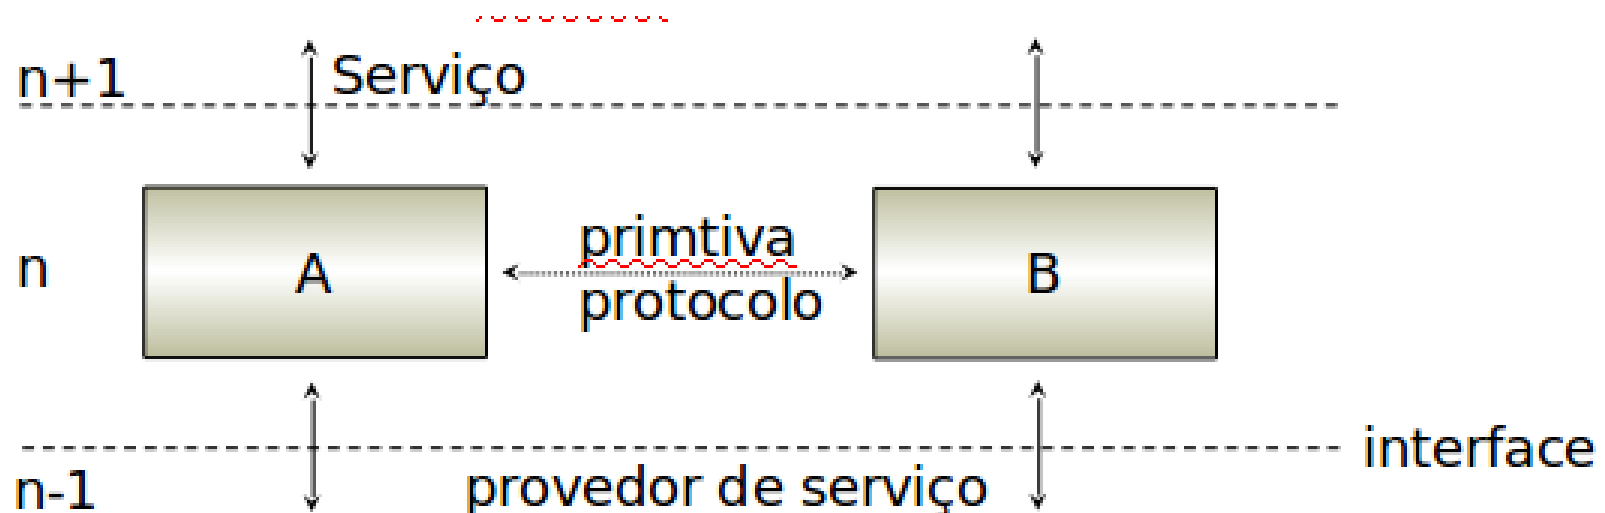 n+1
Serviço
n
A
primtiva
protocolo
B
interface
n-1
provedor de serviço